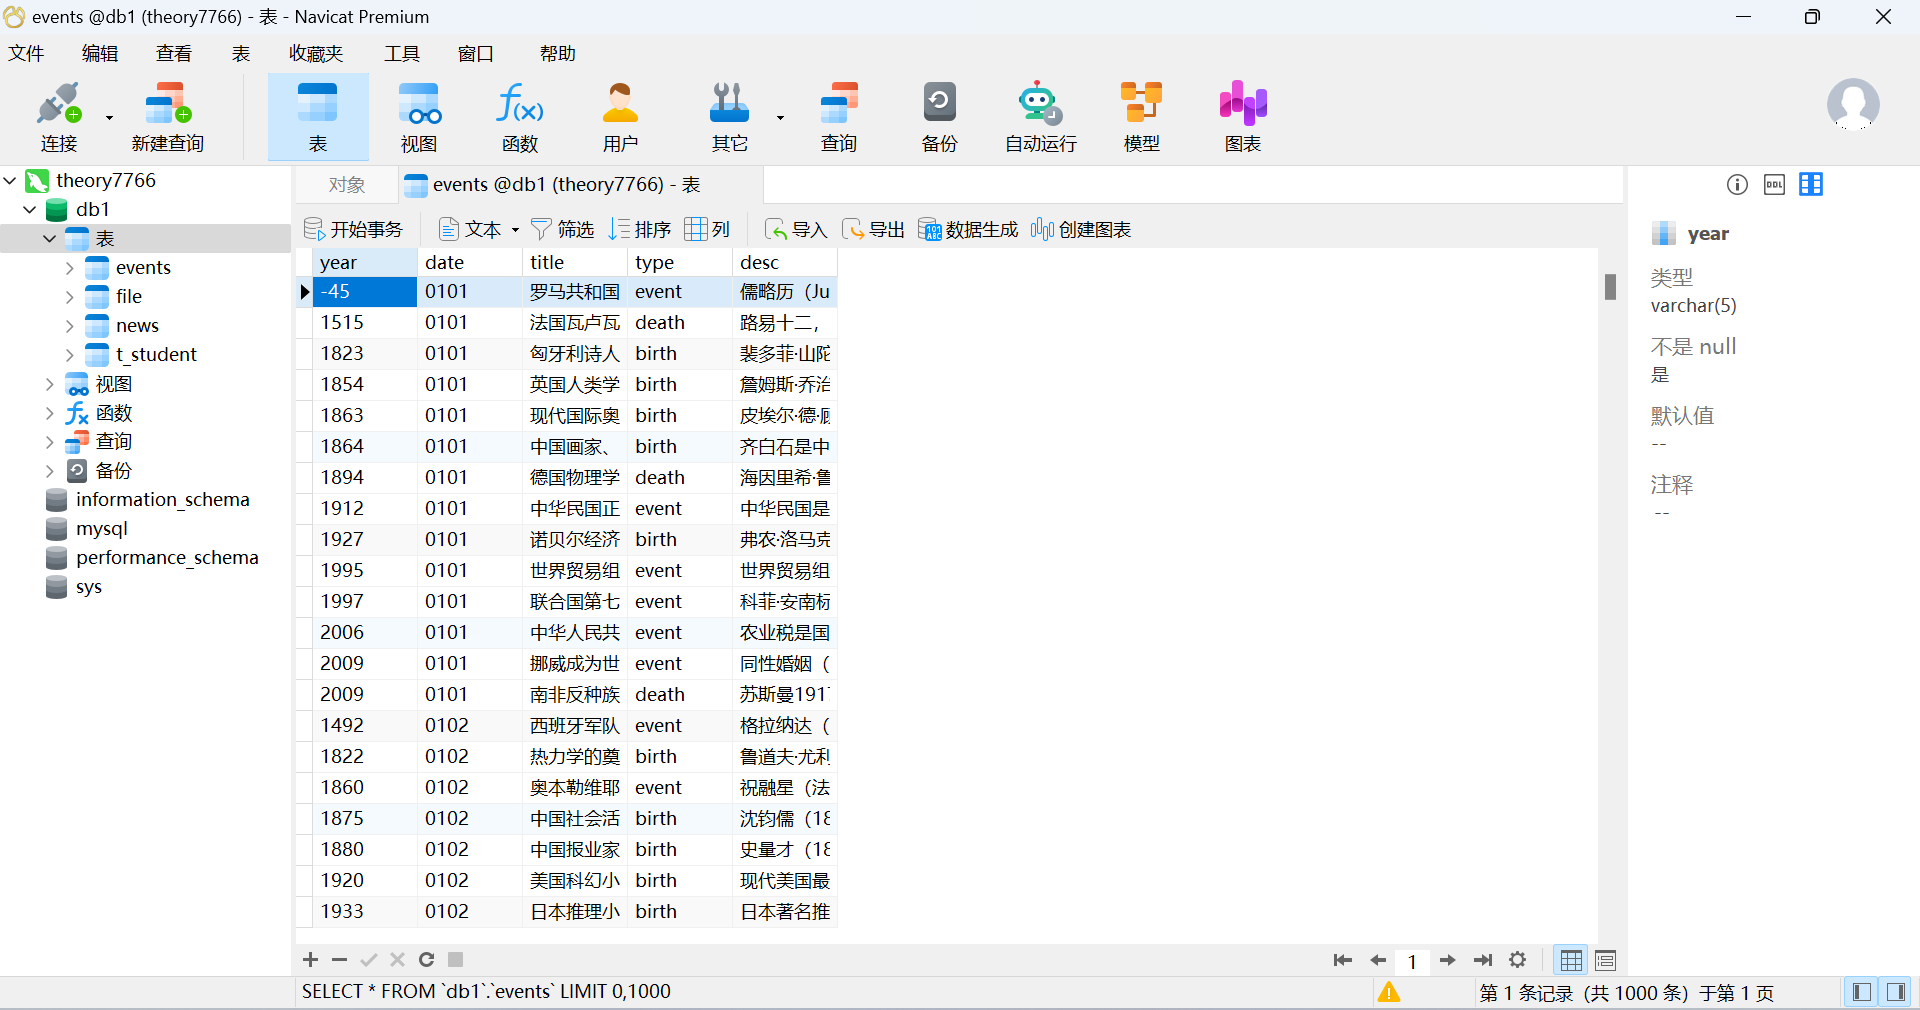 events @db1 (theory7766) - 表 - Navicat Premium
文件 编辑 查看 表 收藏夹 工具 窗口 帮助
连接 新建查询 表 视图 函数 用户 其它 查询 备份 自动运行 模型 图表
theory7766
db1
表
events
file
news
t_student
视图
函数
查询
备份
information_schema
mysql
performance_schema
sys
对象 events @db1 (theory7766) - 表
开始事务 文本 筛选 排序 列 导入 导出 数据生成 创建图表
year date title type desc
-45 0101 罗马共和国 event 儒略历（Ju
1515 0101 法国瓦卢瓦 death 路易十二，
1823 0101 匈牙利诗人 birth 裴多菲·山陀
1854 0101 英国人类学 birth 詹姆斯·乔治
1863 0101 现代国际奥 birth 皮埃尔·德·顾
1864 0101 中国画家、 birth 齐白石是中
1894 0101 德国物理学 death 海因里希·鲁
1912 0101 中华民国正 event 中华民国是
1927 0101 诺贝尔经济 birth 弗农·洛马克
1995 0101 世界贸易组 event 世界贸易组
1997 0101 联合国第七 event 科菲·安南标
2006 0101 中华人民共 event 农业税是国
2009 0101 挪威成为世 event 同性婚姻（
2009 0101 南非反种族 death 苏斯曼1917
1492 0102 西班牙军队 event 格拉纳达（
1822 0102 热力学的奠 birth 鲁道夫·尤利
1860 0102 奥本勒维耶 event 祝融星（法
1875 0102 中国社会活 birth 沈钧儒（18
1880 0102 中国报业家 birth 史量才（18
1920 0102 美国科幻小 birth 现代美国最
1933 0102 日本推理小 birth 日本著名推
1
SELECT * FROM `db1`.`events` LIMIT 0,1000
第 1 条记录（共 1000 条）于第 1 页
DDL
year
类型
varchar(5)
不是 null
是
默认值
--
注释
--